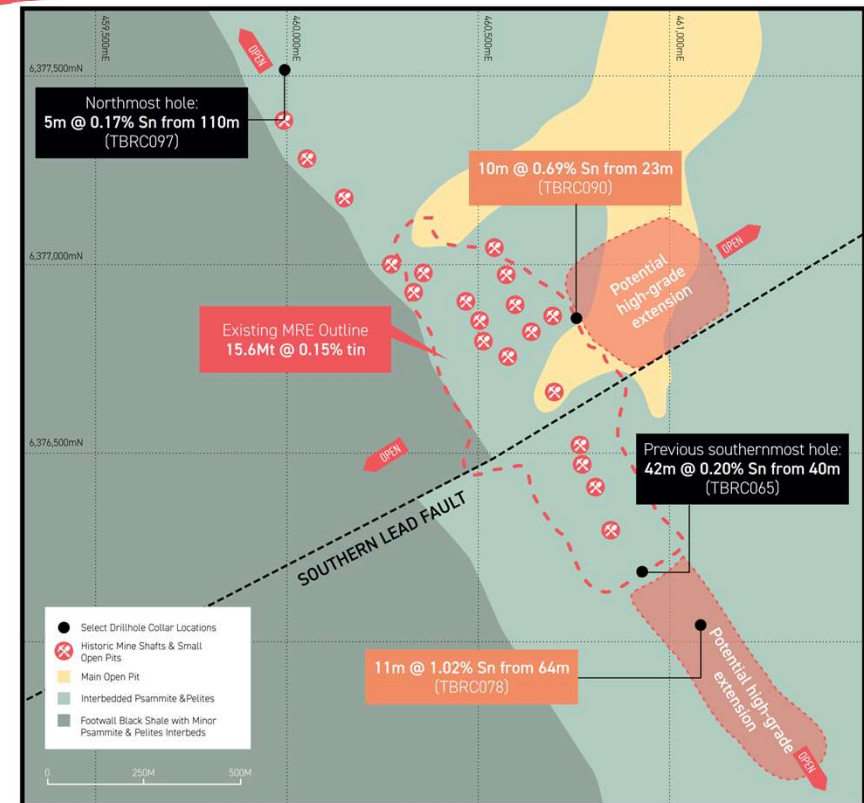 459,500mE
460,000mE
460,500mE
461,000mE
OPEN
6,377,500mN
Northmost hole:
5m @ 0.17% Sn from 110m
(TBRC097)
10m @ 0.69% Sn from 23m
(TBRC090)
6,377,000mN
OPEN
Potential
high-grade
extension
Existing MRE Outline
15.6Mt @ 0.15% tin
6,376,500mN
OPEN
Previous southernmost hole:
42m @ 0.20% Sn from 40m
(TBRC065)
SOUTHERN LEAD FAULT
Select Drillhole Collar Locations
Historic Mine Shafts & Small
Open Pits
Main Open Pit
Interbedded Psammite &Pelites
Footwall Black Shale with Minor
Psammite & Pelites Interbeds
0 250M 500M
11m @ 1.02% Sn from 64m
(TBRC078)
Potential high-grade
extension
OPEN